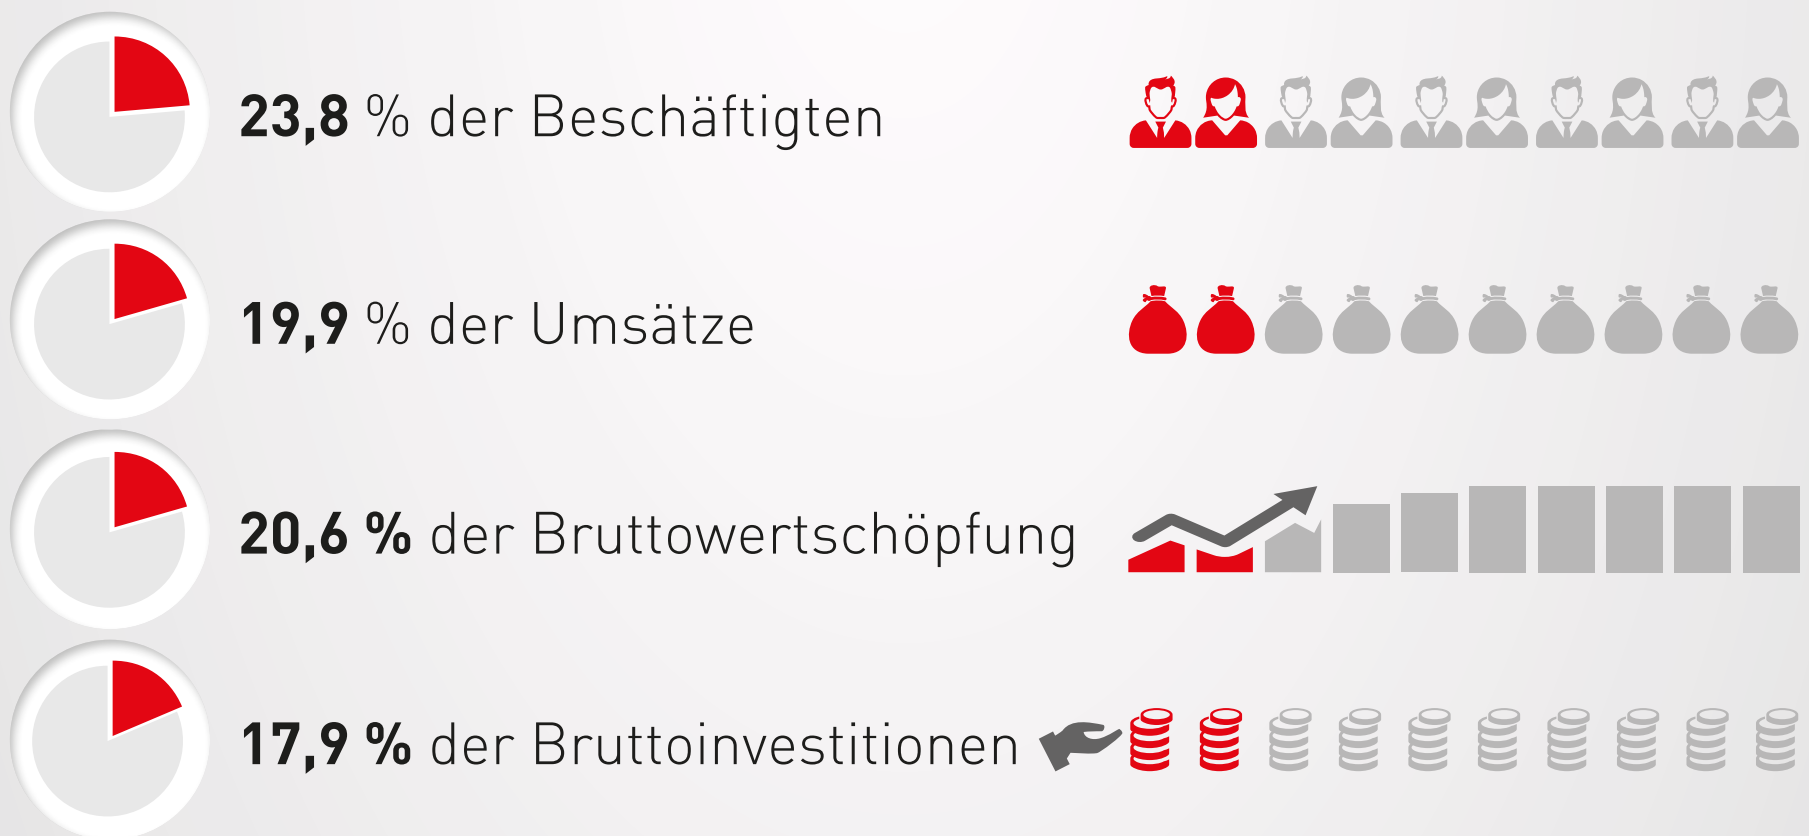 23,8 % der Beschäftigten
19,9 % der Umsätze
20,6 % der Bruttowertschöpfung
17,9 % der Bruttoinvestitionen